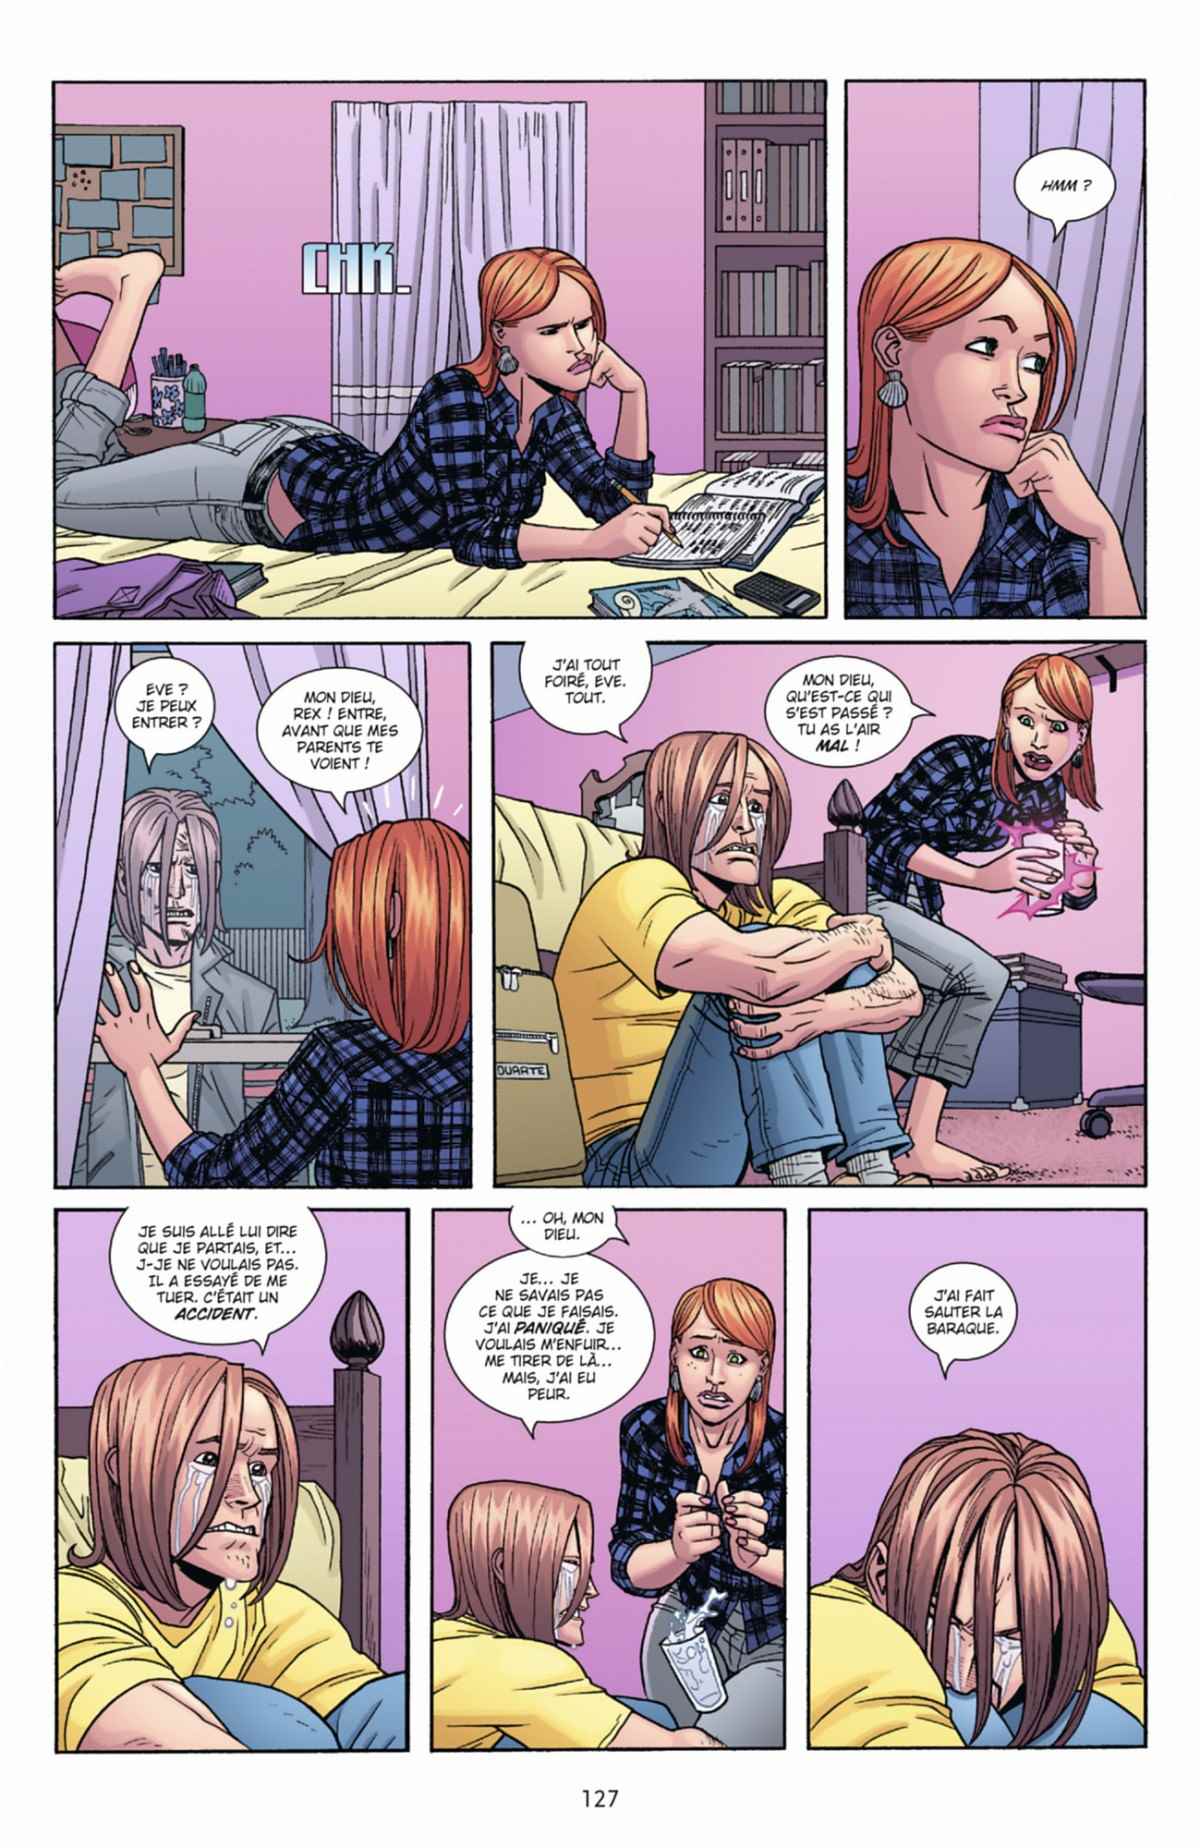 CHK.
HMM ?
EVE ?
JE PEUX
ENTRER ?
MON DIEU,
REX ! ENTRE,
AVANT QUE MES
PARENTS TE
VOIENT !
J'AI TOUT
FOIRÉ, EVE.
TOUT.
MON DIEU,
QU'EST-CE QUI
S'EST PASSÉ ?
TU AS L'AIR
MAL !
DUARTE
JE SUIS ALLÉ LUI DIRE
QUE JE PARTAIS, ET...
J-JE NE VOULAIS PAS.
IL A ESSAYÉ DE ME
TUER. C'ÉTAIT UN
ACCIDENT.
... OH, MON
DIEU.
JE... JE
NE SAVAIS PAS
CE QUE JE FAISAIS.
J'AI PANIQUÉ. JE
VOULAIS M'ENFUIR...
ME TIRER DE LÀ...
MAIS, J'AI EU
PEUR.
J'AI FAIT
SAUTER LA
BARAQUE.
127